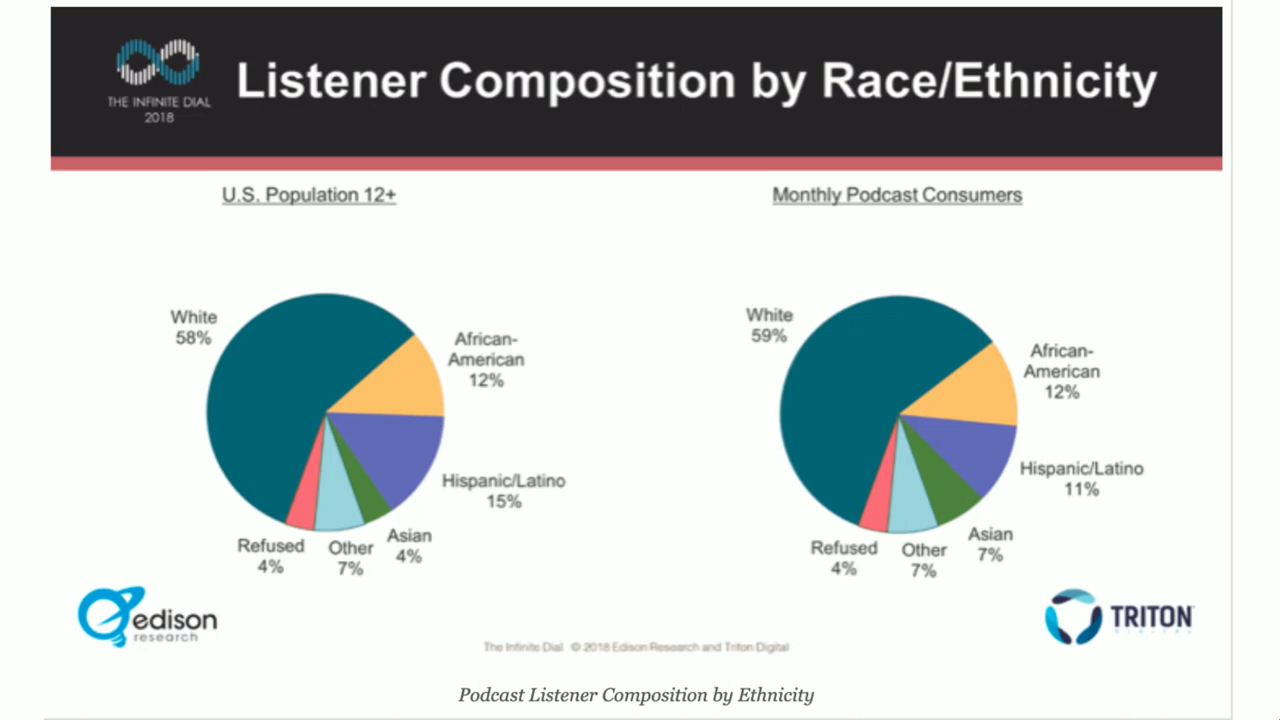 THE INFINITE DIAL
2018
Listener Composition by Race/Ethnicity
U.S. Population 12+
White
58%
African-
American
12%
Hispanic/Latino
15%
Asian
4%
Other
7%
Refused
4%
Monthly Podcast Consumers
White
59%
African-
American
12%
Hispanic/Latino
11%
Asian
7%
Other
7%
Refused
4%
edison
research
The Infinite Dial © 2018 Edison Research and Triton Digital
TRITON
DIGITAL
Podcast Listener Composition by Ethnicity